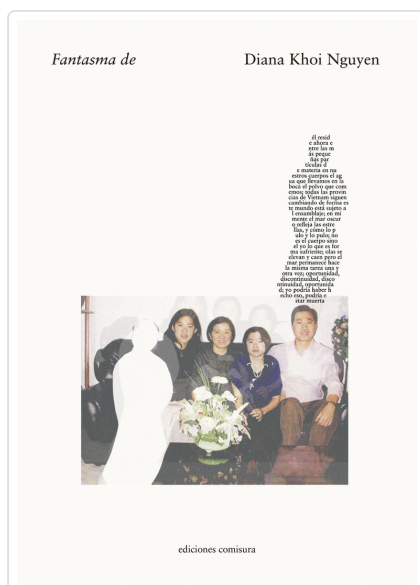 Fantasma de
Diana Khoi Nguyen
él resid
e ahora e
ntre las m
ás peque
ñas par
tículas d
e materia en nu
estros cuerpos el ag
ua que llevamos en la
boca el polvo que com
emos; todas las provin
cias de Vietnam siguen
cambiando de forma es
te mundo está sujeto a
l ensamblaje; en mi
mente el mar oscur
o refleja las estre
llas, y cómo lo p
ulo y lo pulo; no
es el cuerpo sino
el yo lo que es for
ma sufriente; olas se
elevan y caen pero el
mar permanece hace
la misma tarea una y
otra vez; oportunidad,
discontinuidad, disco
ntinuidad, oportunida
d; yo podría haber h
echo eso, podría e
star muerta
ediciones comisura